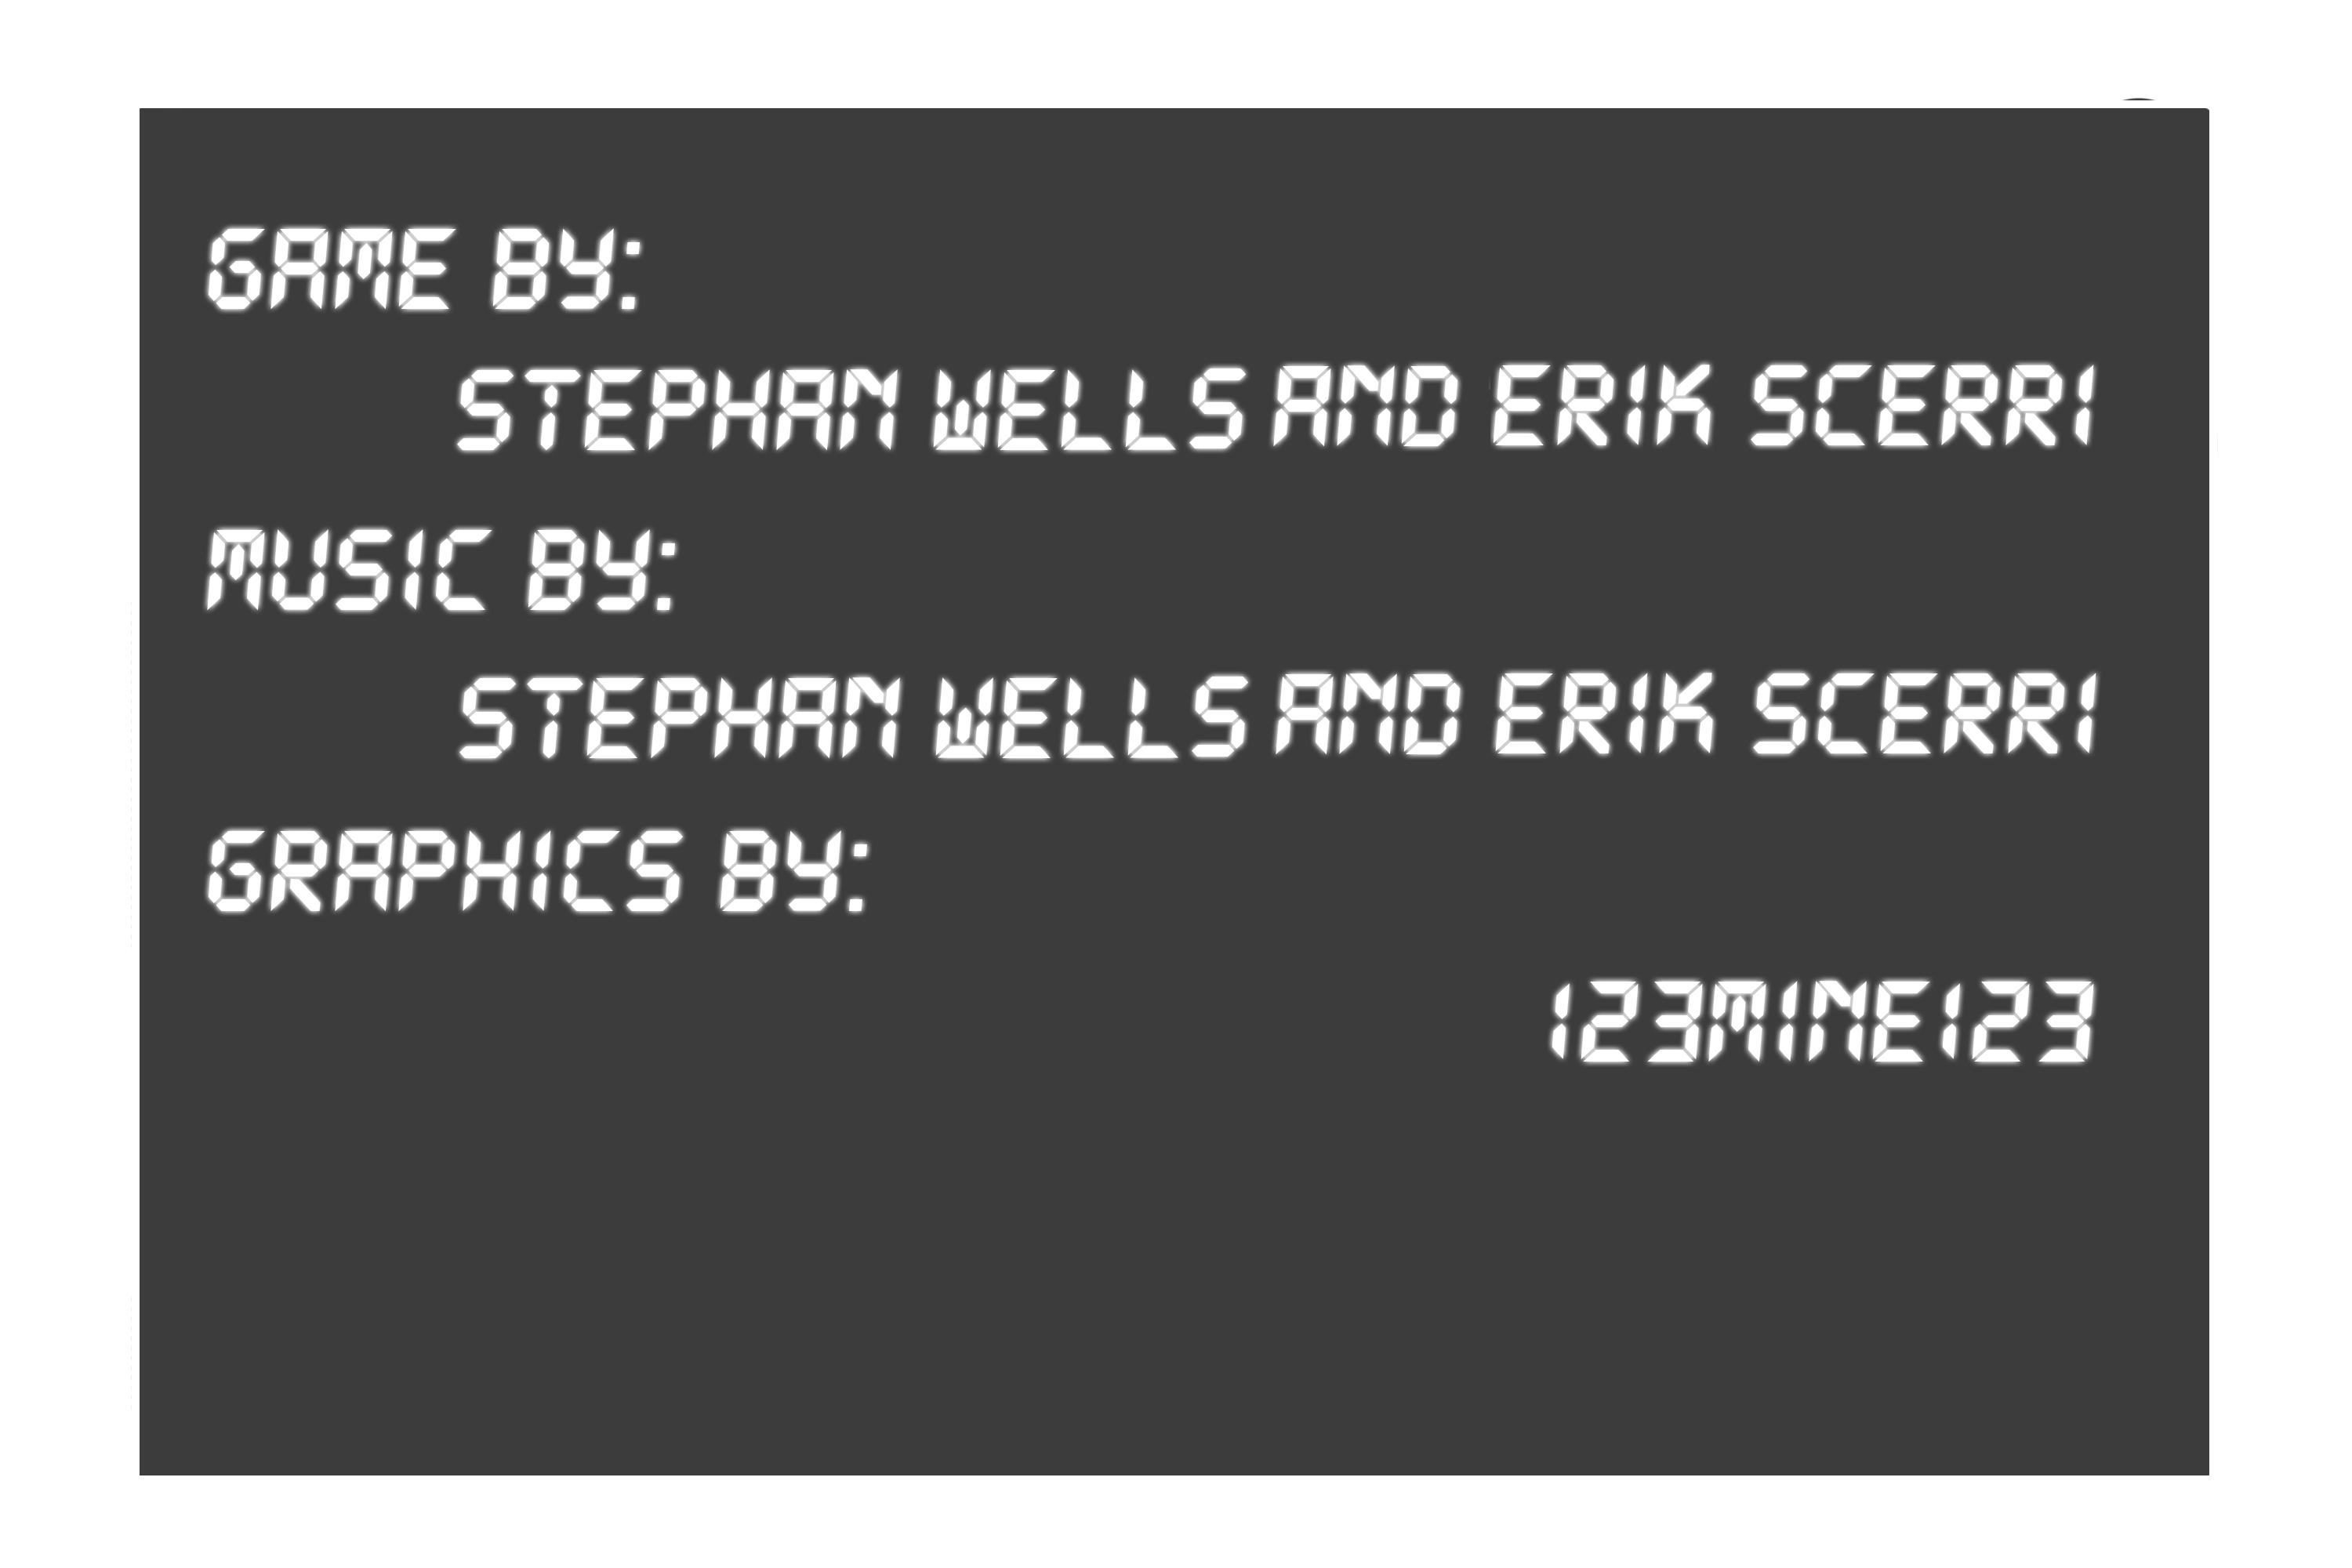 GAME BY:
STEPHAN WELLS AND ERIK SCERRI
MUSIC BY:
STEPHAN WELLS AND ERIK SCERRI
GRAPHICS BY:
123MINE123